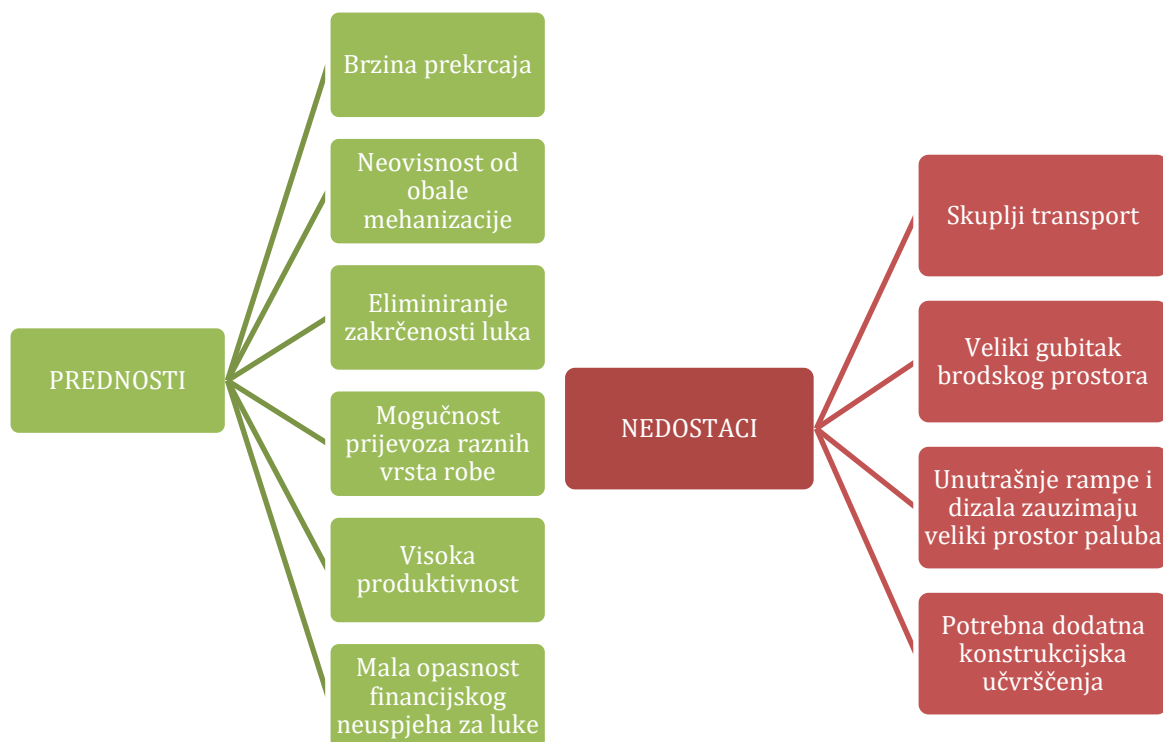 PREDNOSTI
Brzina prekrcaja
Neovisnost od
obale
mehanizacije
Eliminiranje
zakrčenosti luka
Mogučnost
prijevoza raznih
vrsta robe
Visoka
produktivnost
Mala opasnost
financijskog
neuspjeha za luke
NEDOSTACI
Skuplji transport
Veliki gubitak
brodskog prostora
Unutrašnje rampe i
dizala zauzimaju
veliki prostor paluba
Potrebna dodatna
konstrukcijska
učvrščenja